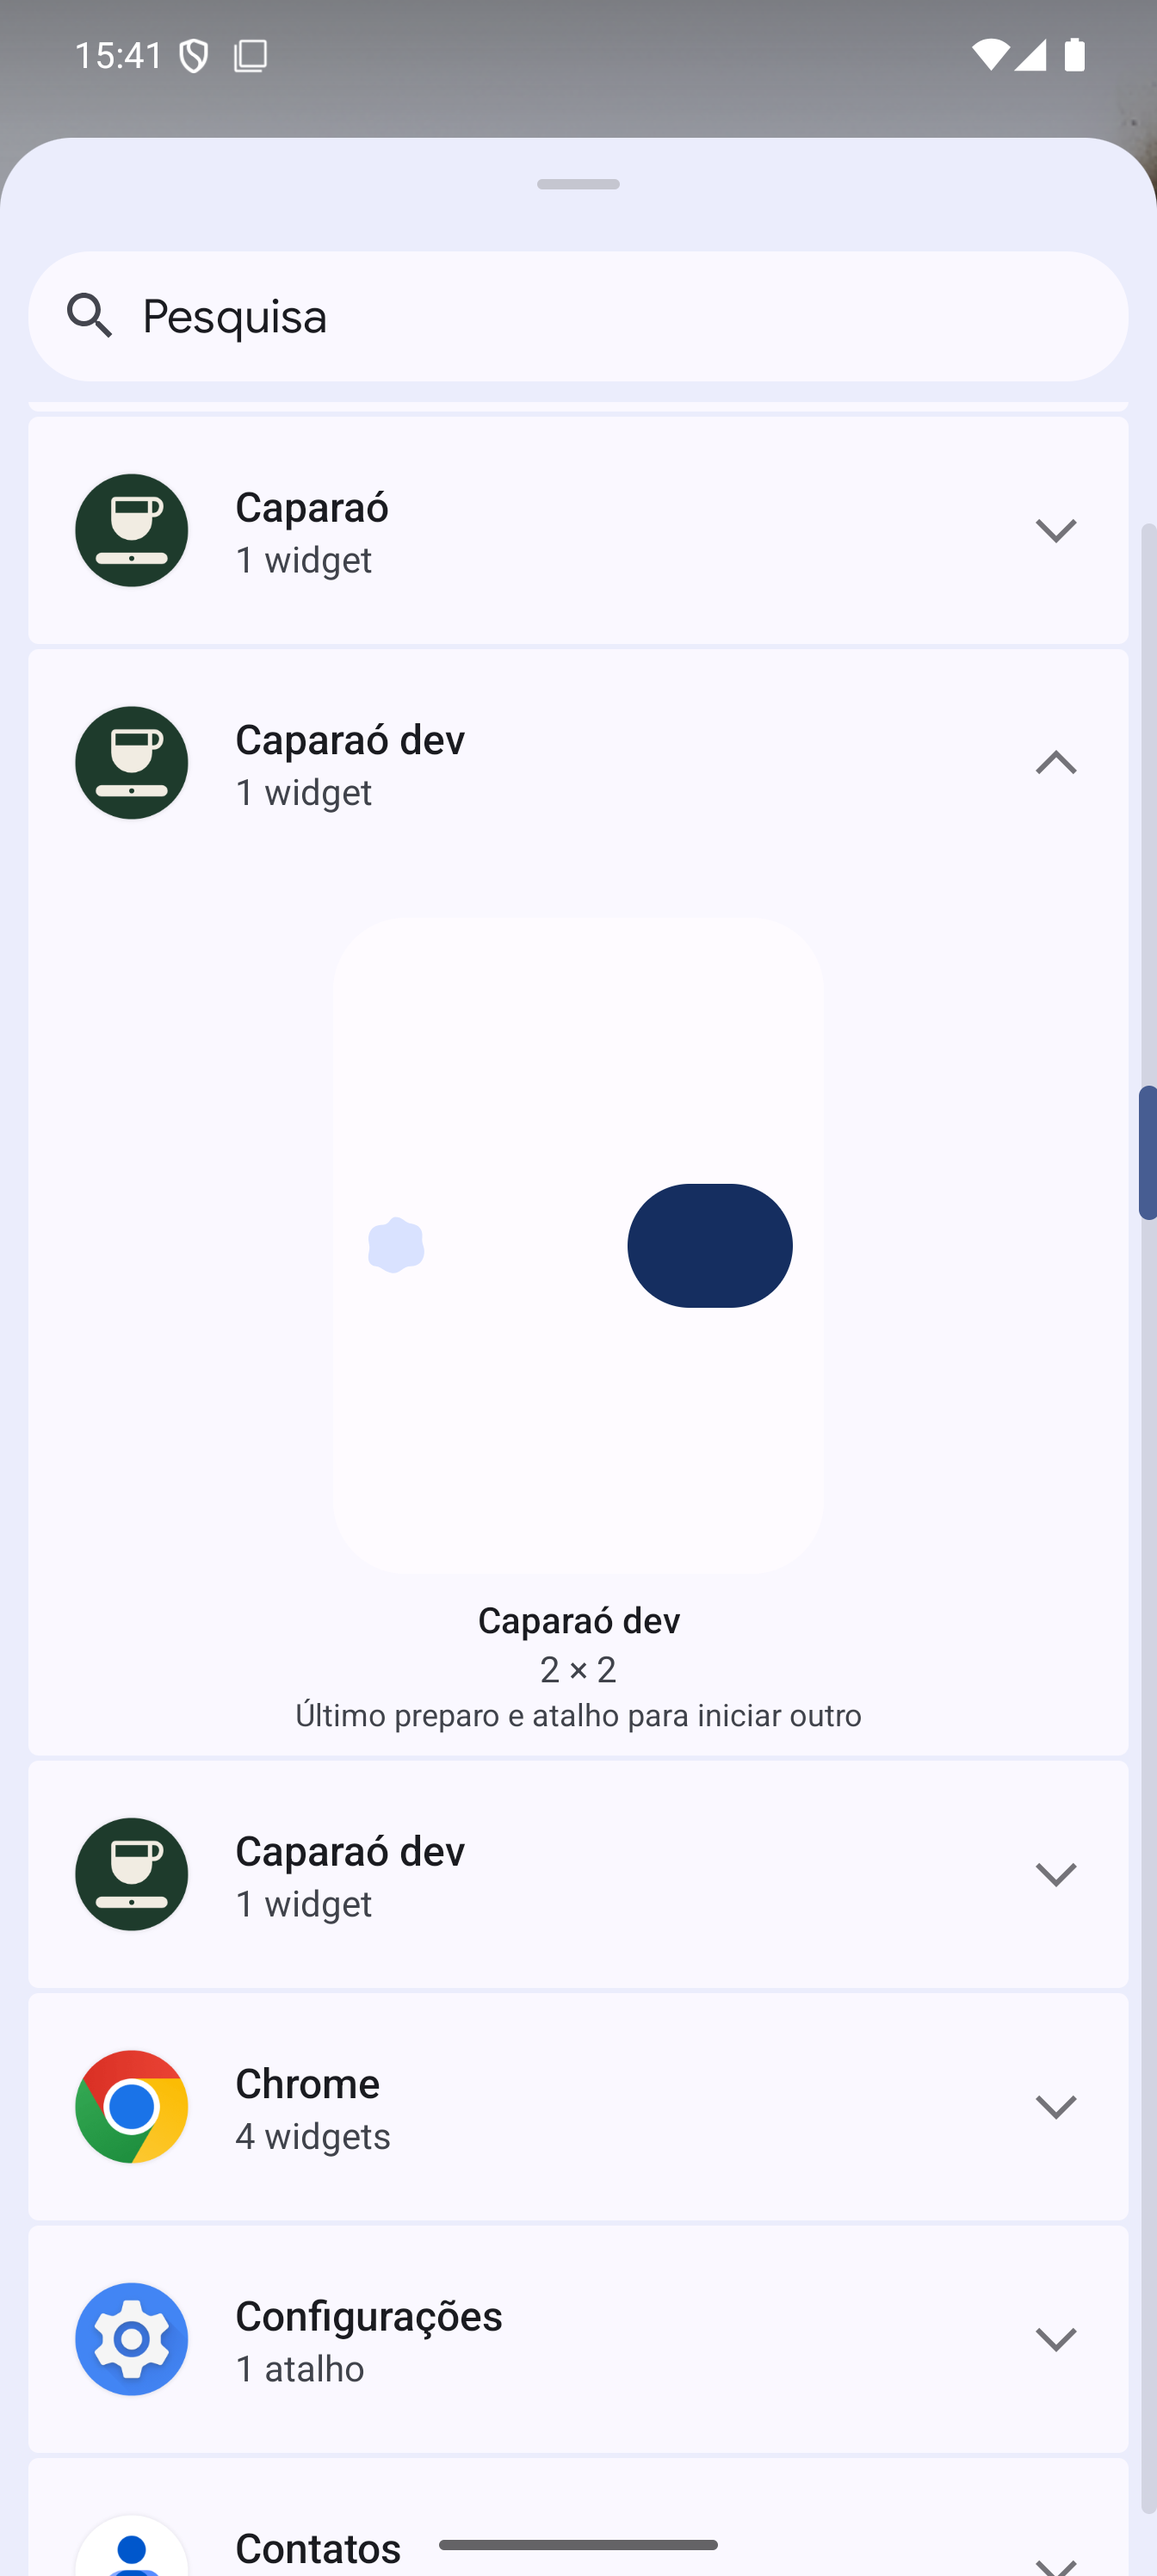 15:41
Pesquisa
Caparaó
1 widget
Caparaó dev
1 widget
Caparaó dev
2 × 2
Último preparo e atalho para iniciar outro
Caparaó dev
1 widget
Chrome
4 widgets
Configurações
1 atalho
Contatos